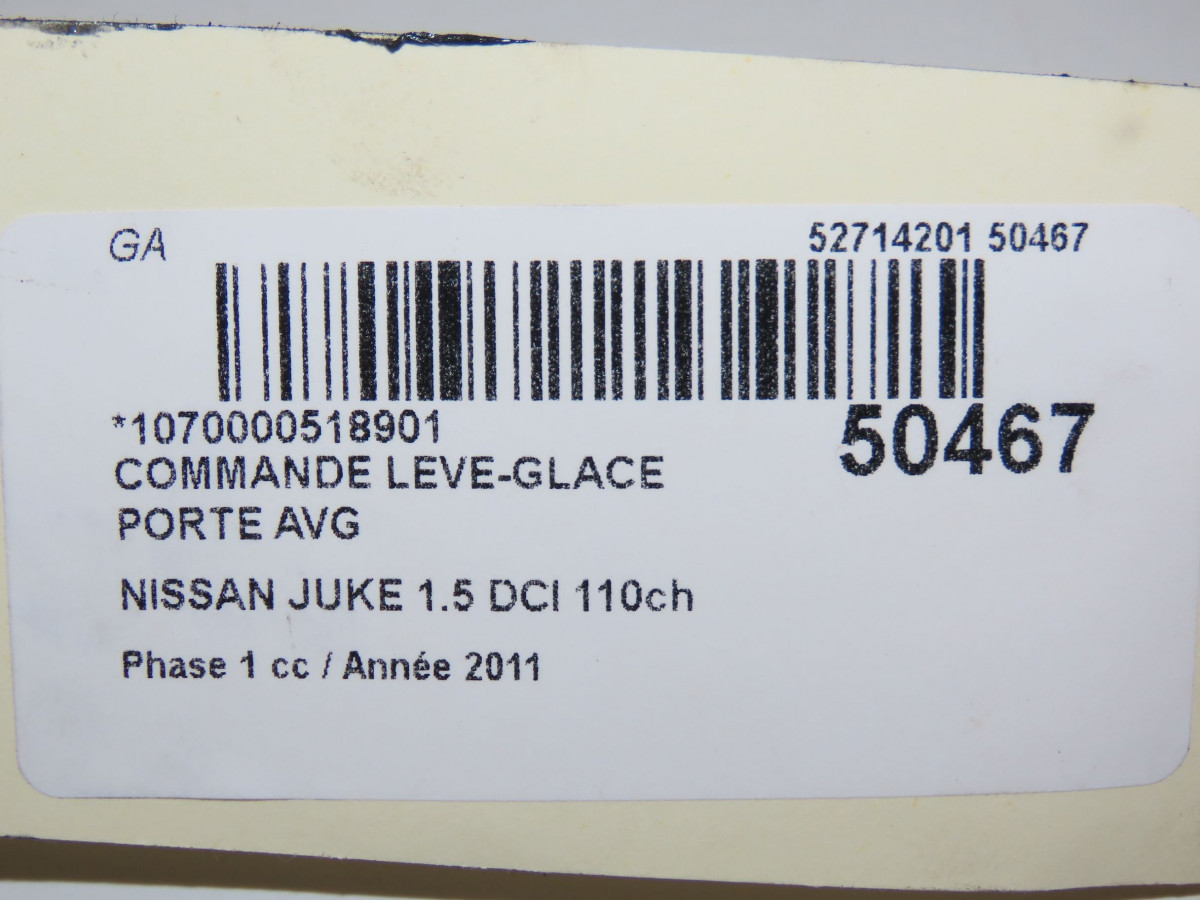 GA
52714201 50467
*1070000518901
50467
COMMANDE LEVE-GLACE
PORTE AVG
NISSAN JUKE 1.5 DCI 110ch
Phase 1 cc / Année 2011